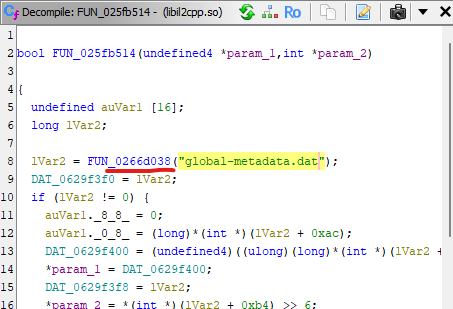 Decompile: FUN_025fb514 - (libil2cpp.so)
Ro
1
2 bool FUN_025fb514(undefined4 *param_1,int *param_2)
3
4 {
5 undefined auVar1 [16];
6 long lVar2;
7
8 lVar2 = FUN_0266d038("global-metadata.dat");
9 DAT_0629f3f0 = lVar2;
10 if (lVar2 != 0) {
11 auVar1._8_8_ = 0;
12 auVar1._0_8_ = (long)*(int *)(lVar2 + 0xac);
13 DAT_0629f400 = (undefined4)((ulong)(long)*(int *)(lVar2 +
14 *param_1 = DAT_0629f400;
15 DAT_0629f3f8 = lVar2;
16 *param_2 = *(int *)(lVar2 + 0xb4) >> 6;